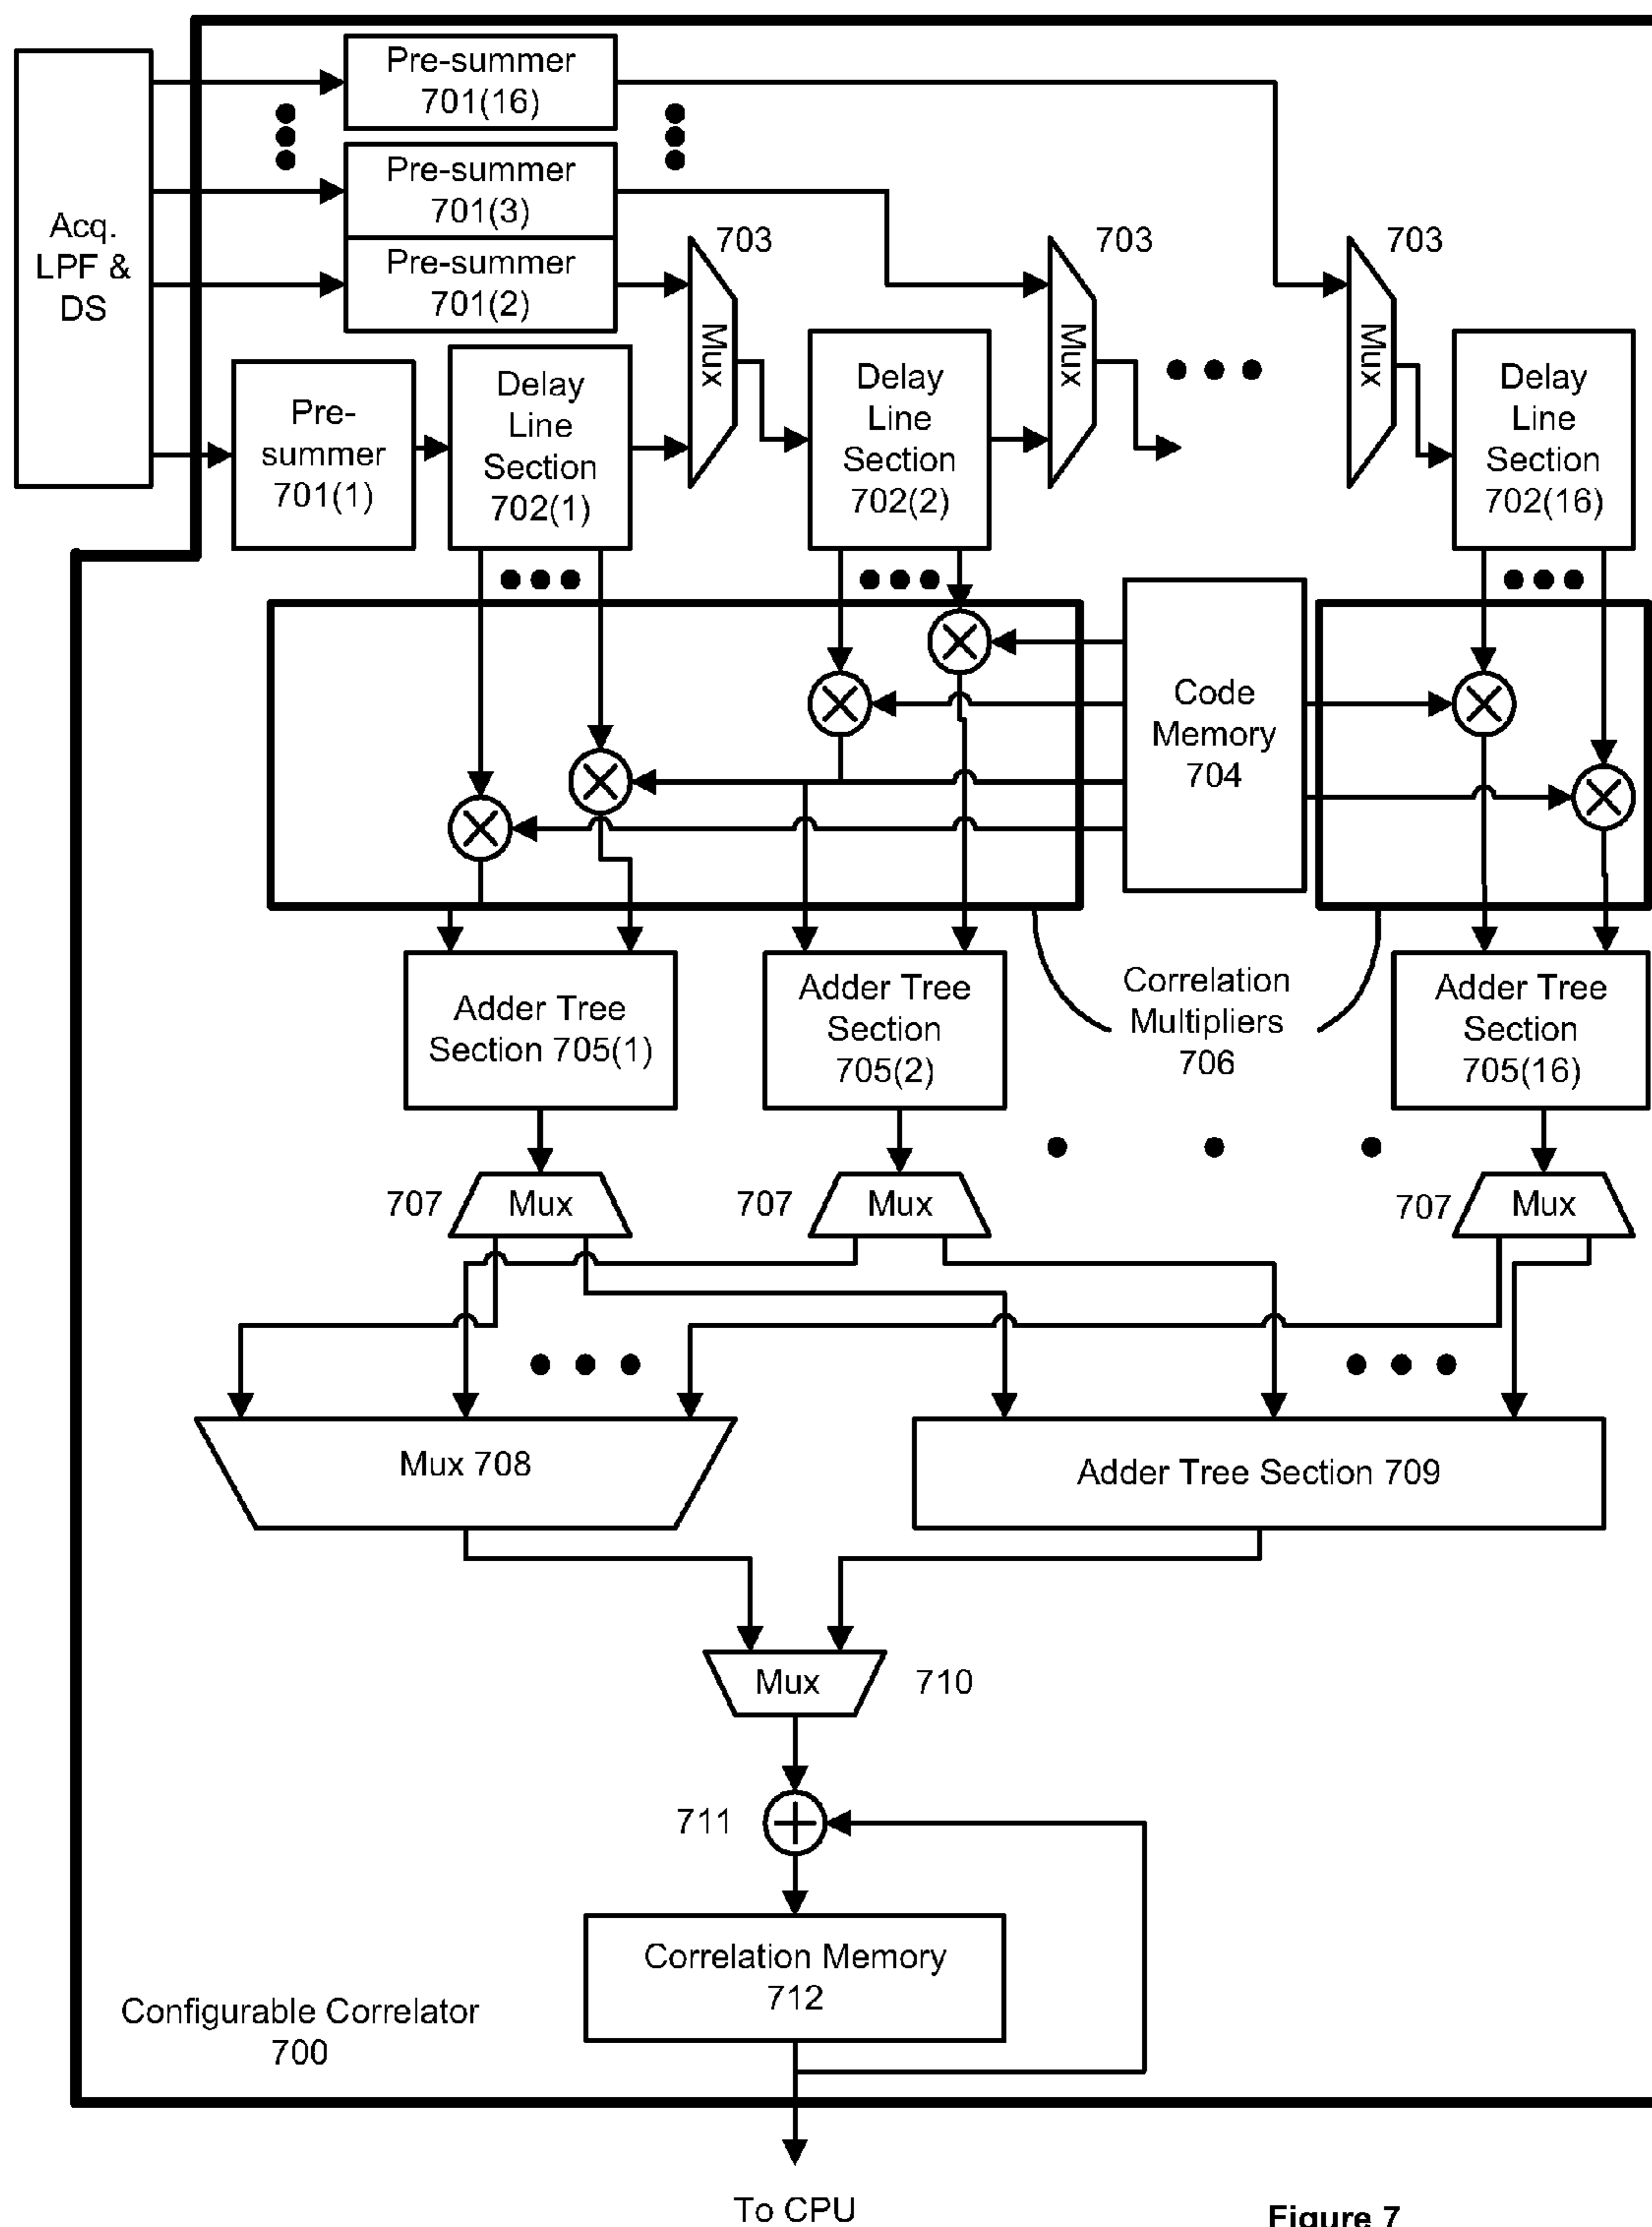 Pre-summer
701(16)
Pre-summer
701(3)
Pre-summer
701(2)
Acq.
LPF &
DS
703
703
703
Mux
Mux
Mux
Pre-
summer
701(1)
Delay
Line
Section
702(1)
Delay
Line
Section
702(2)
Delay
Line
Section
702(16)
Code
Memory
704
Adder Tree
Section 705(1)
Adder Tree
Section
705(2)
Correlation
Multipliers
706
Adder Tree
Section
705(16)
707
Mux
707
Mux
707
Mux
Mux 708
Adder Tree Section 709
Mux
710
711
Correlation Memory
712
Configurable Correlator
700
To CPU
Figure 7